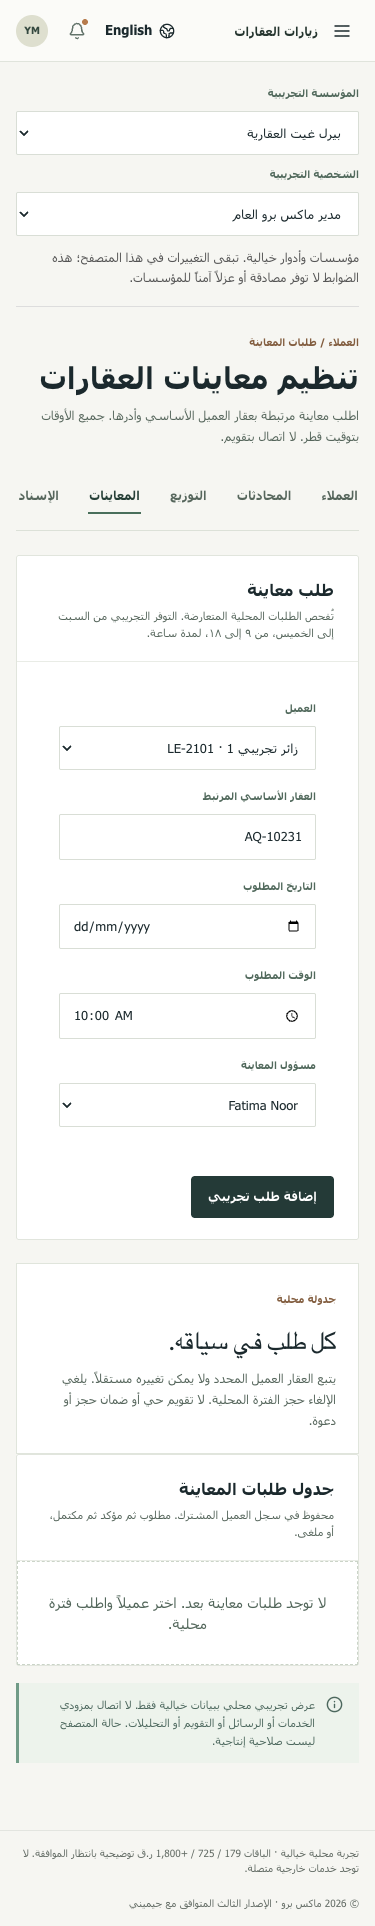 زيارات العقارات
English
YM
المؤسسة التجريبية
بيرل غيت العقارية
الشخصية التجريبية
مدير ماكس برو العام
مؤسسات وأدوار خيالية. تبقى التغييرات في هذا المتصفح؛ هذه
الضوابط لا توفر مصادقة أو عزلاً آمناً للمؤسسات.
العملاء / طلبات المعاينة
تنظيم معاينات العقارات
اطلب معاينة مرتبطة بعقار العميل الأساسي وأدرها. جميع الأوقات
بتوقيت قطر. لا اتصال بتقويم.
العملاء
المحادثات
التوزيع
المعاينات
الإسناد
طلب معاينة
تُفحص الطلبات المحلية المتعارضة. التوفر التجريبي من السبت
إلى الخميس، من ٩ إلى ١٨، لمدة ساعة.
العميل
زائر تجريبي 1 · LE-2101
العقار الأساسي المرتبط
AQ-10231
التاريخ المطلوب
dd/mm/yyyy
الوقت المطلوب
10:00 AM
مسؤول المعاينة
Fatima Noor
إضافة طلب تجريبي
جدولة محلية
كل طلب في سياقه.
يتبع العقار العميل المحدد ولا يمكن تغييره مستقلاً. يلغي
الإلغاء حجز الفترة المحلية. لا تقويم حي أو ضمان حجز أو
دعوة.
جدول طلبات المعاينة
محفوظ في سجل العميل المشترك. مطلوب ثم مؤكد ثم مكتمل،
أو ملغى.
لا توجد طلبات معاينة بعد. اختر عميلاً واطلب فترة
محلية.
عرض تجريبي محلي ببيانات خيالية فقط. لا اتصال بمزودي
الخدمات أو الرسائل أو التقويم أو التحليلات. حالة المتصفح
ليست صلاحية إنتاجية.
تجربة محلية خيالية · الباقات 179 / 725 / +1,800 ر.ق توضيحية بانتظار الموافقة. لا
توجد خدمات خارجية متصلة.
© 2026 ماكس برو · الإصدار الثالث المتوافق مع جيميني